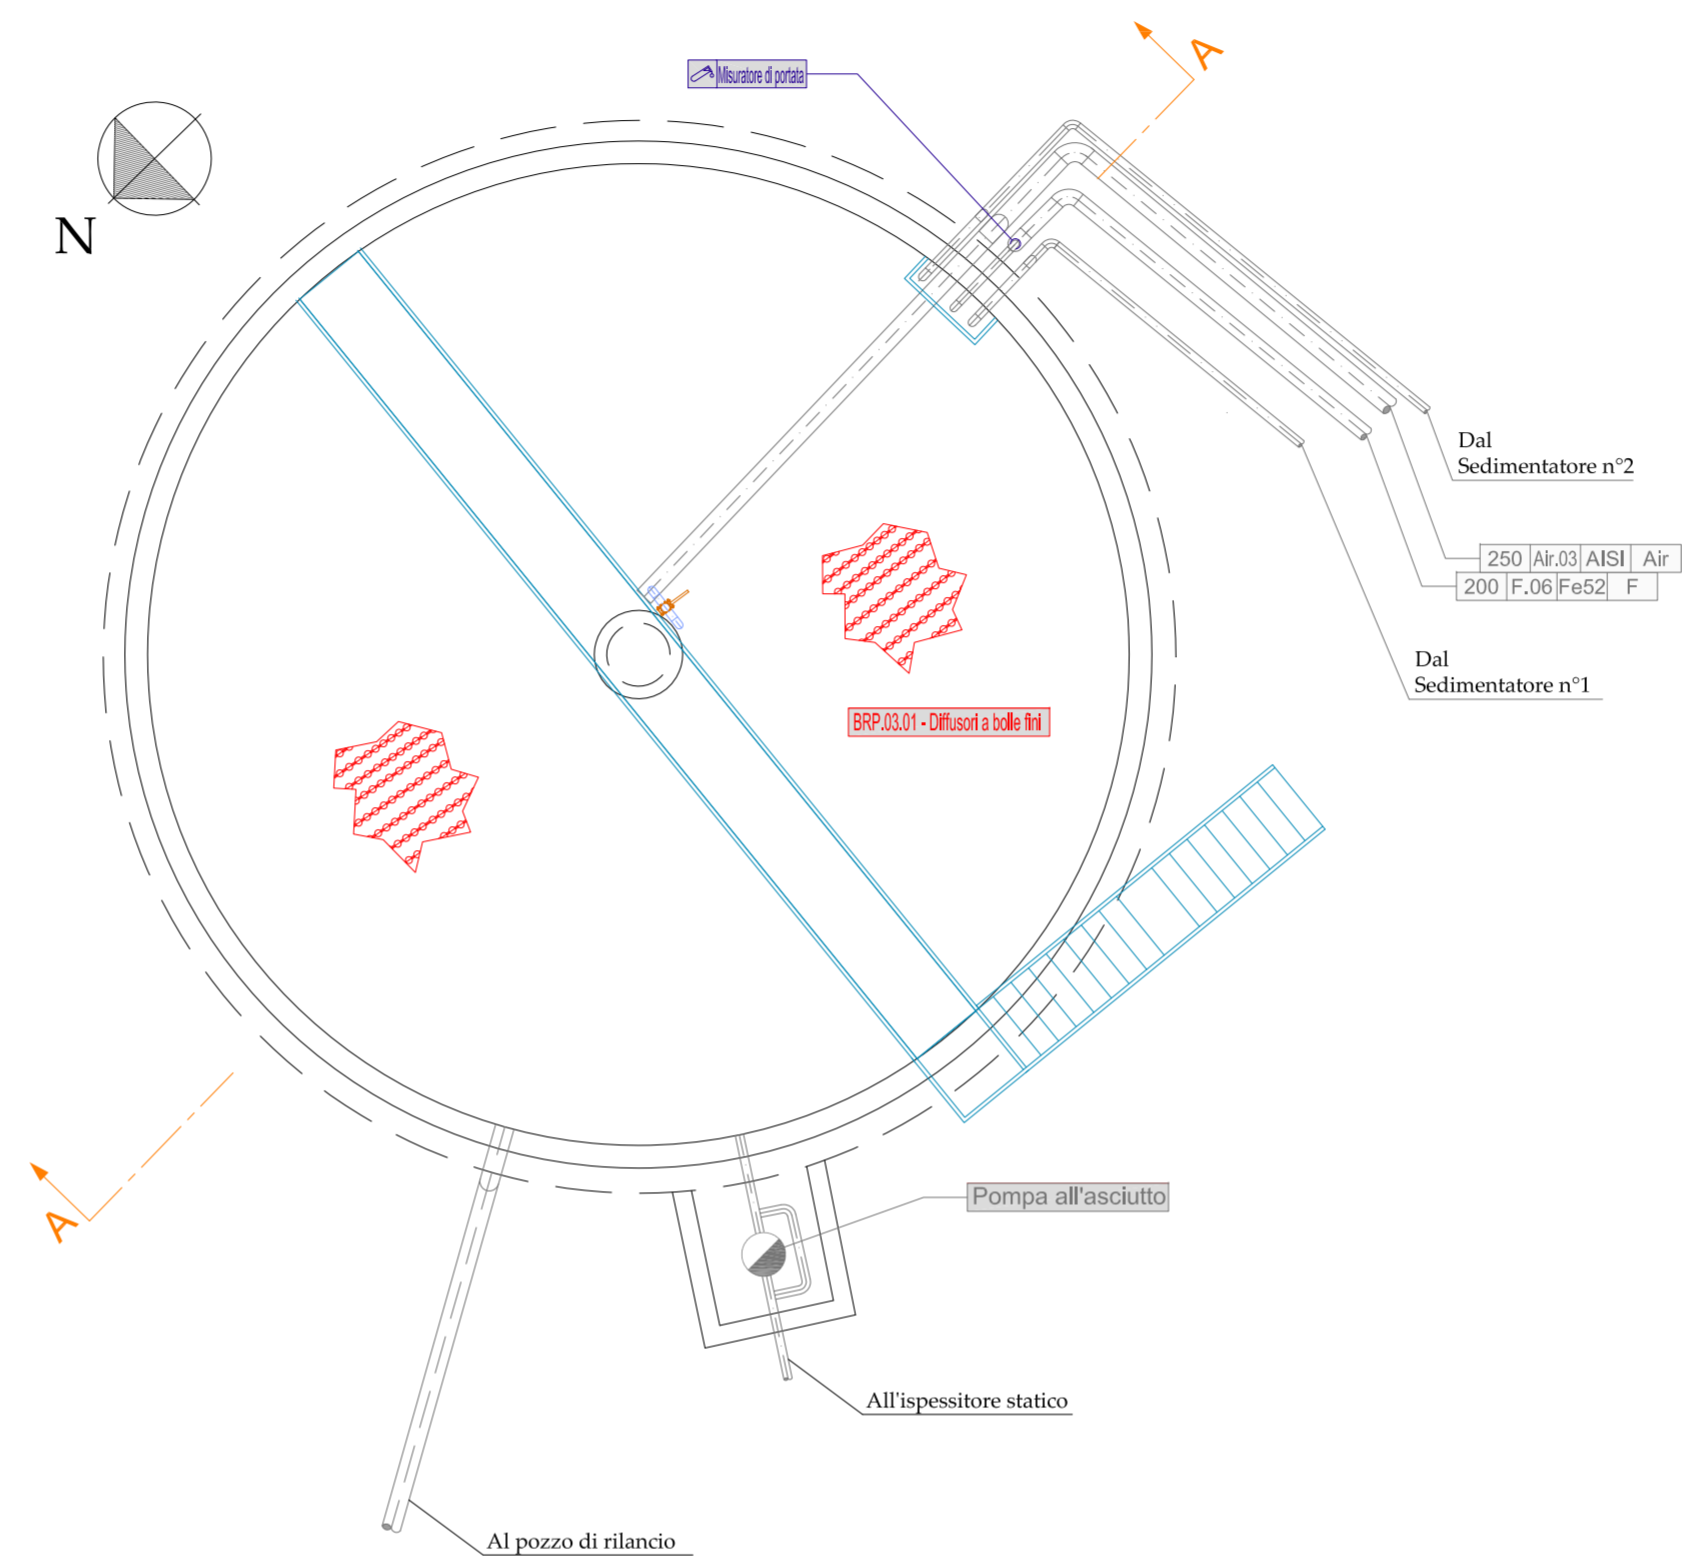 A
Misuratore di portata
N
Dal
Sedimentatore n°2
250 Air.03 AISI Air
200 F.06 Fe52 F
Dal
Sedimentatore n°1
BRP.03.01 - Diffusori a bolle fini
A
Pompa all'asciutto
All'ispessitore statico
Al pozzo di rilancio